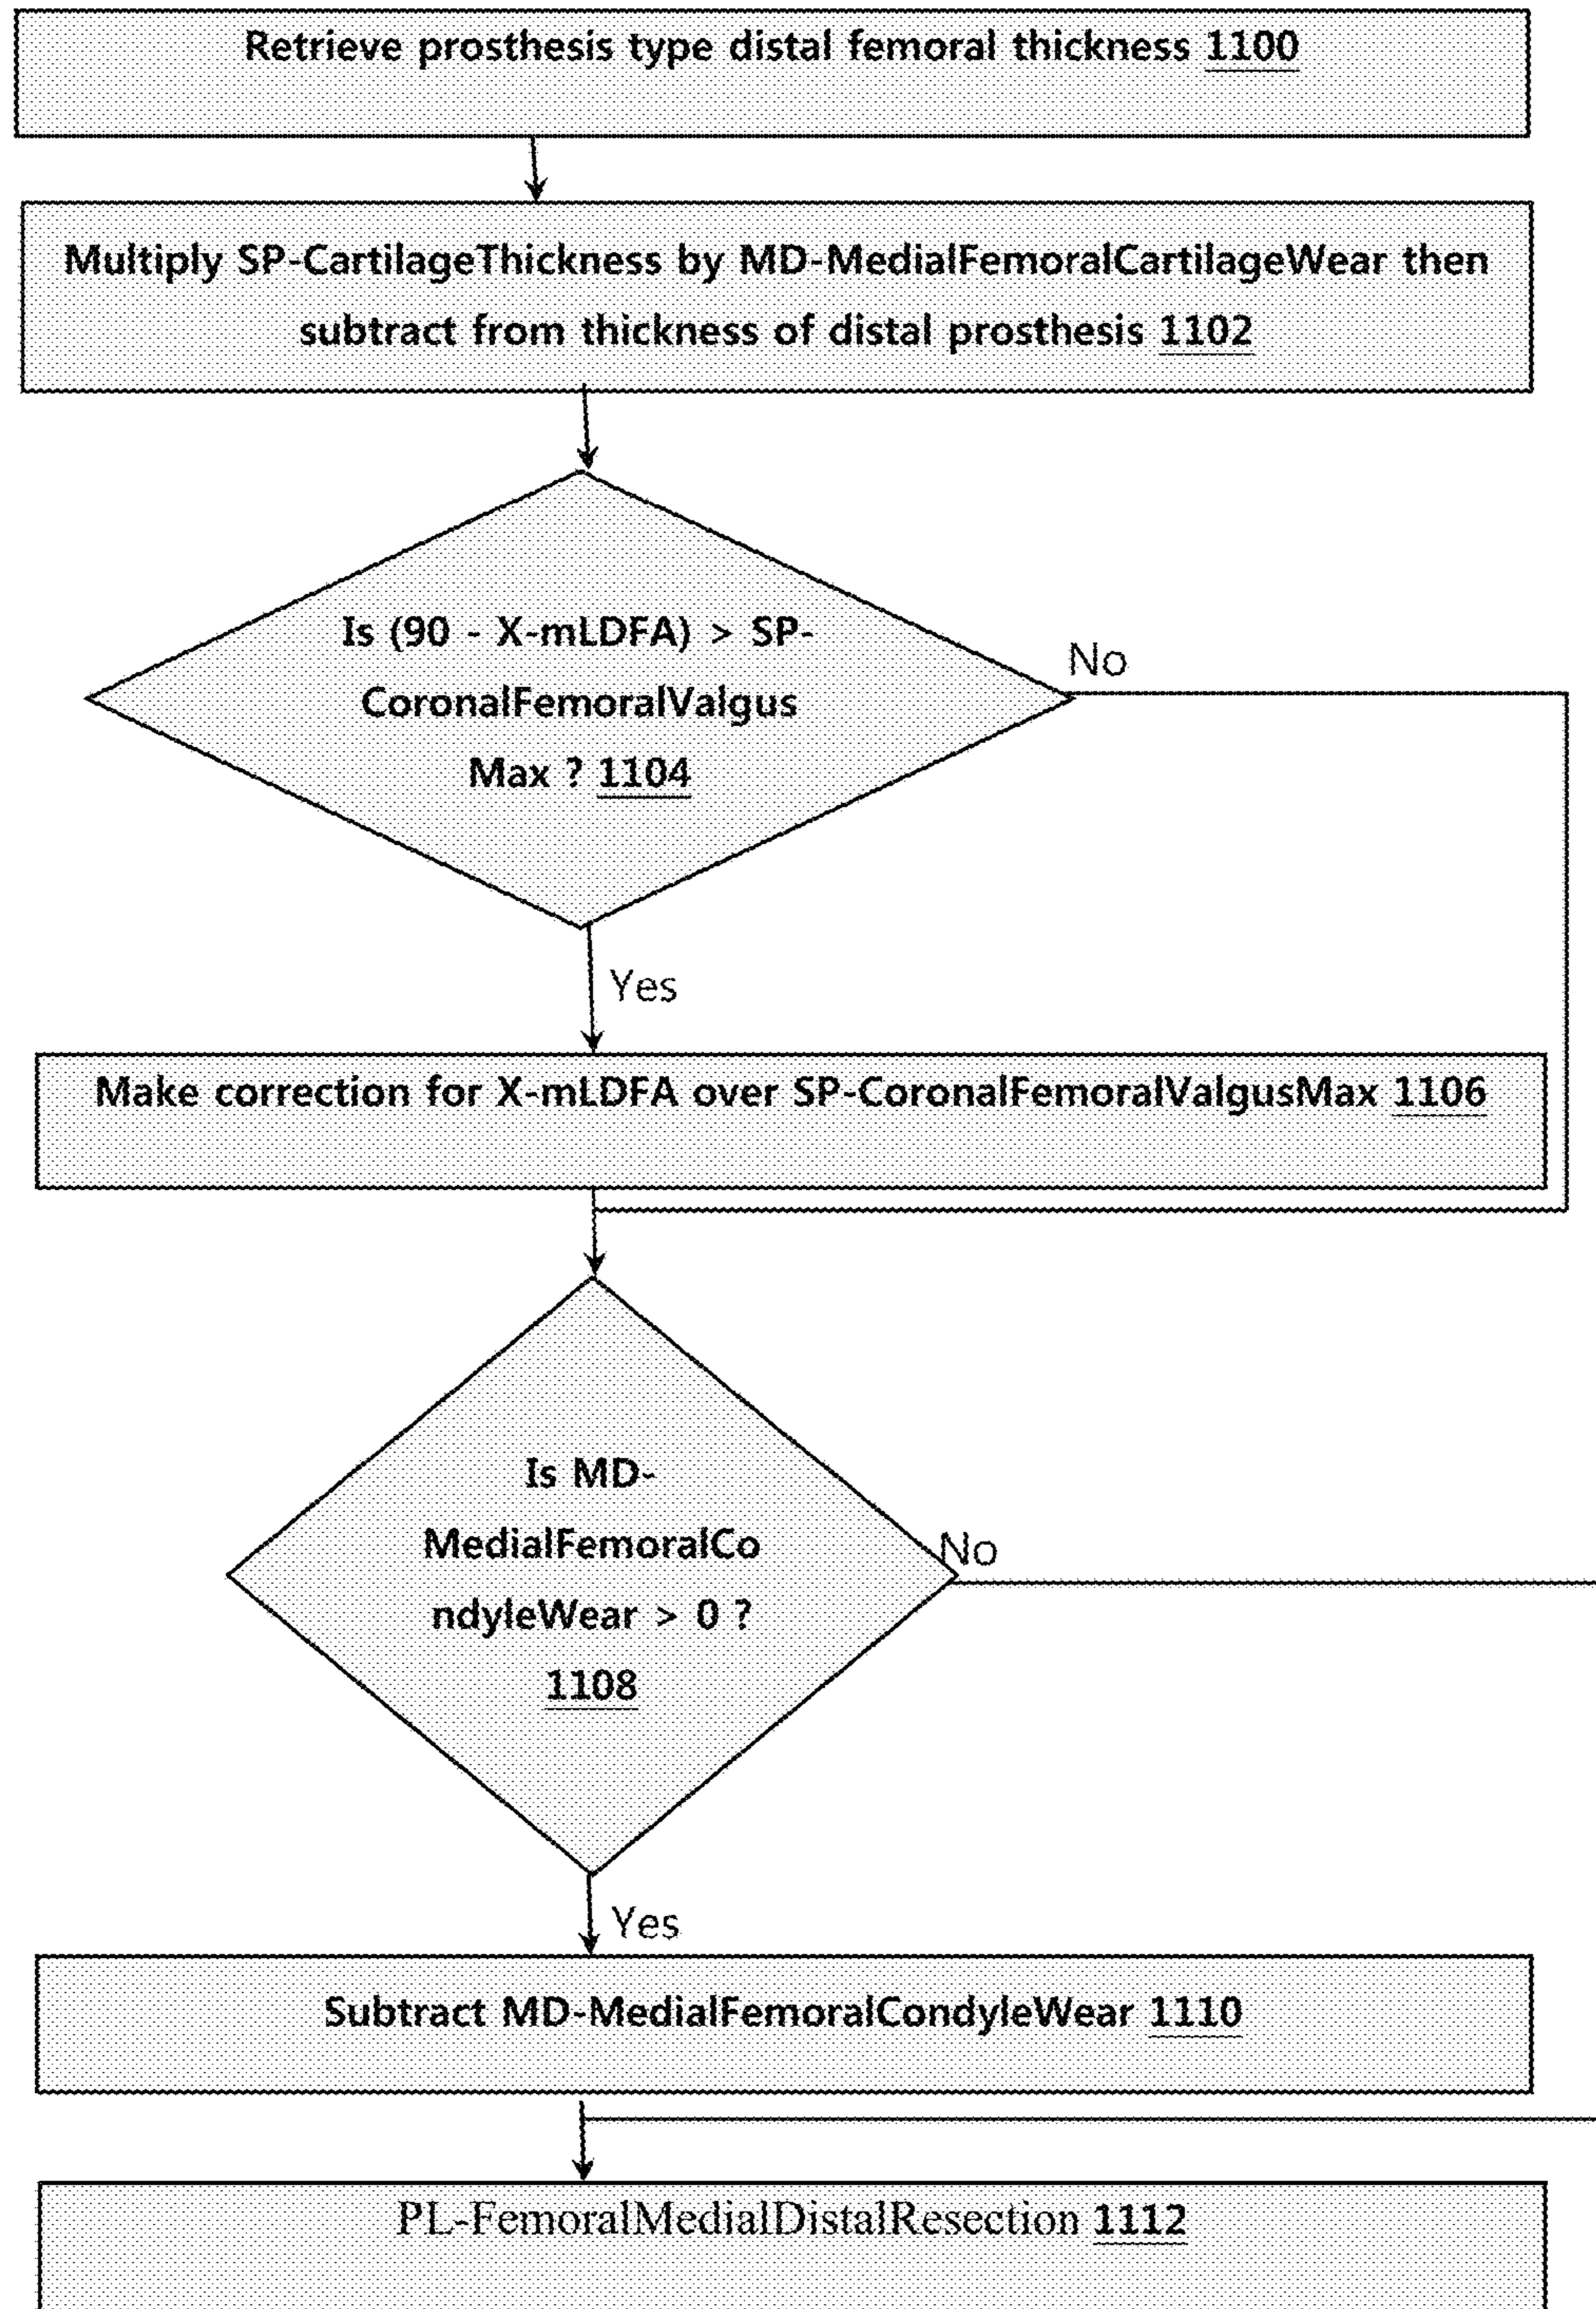 Retrieve prosthesis type distal femoral thickness 1100
Multiply SP-CartilageThickness by MD-MedialFemoralCartilageWear then
subtract from thickness of distal prosthesis 1102
Is (90 - X-mLDFA) > SP-
CoronalFemoralValgus
Max ? 1104
No
Yes
Make correction for X-mLDFA over SP-CoronalFemoralValgusMax 1106
Is MD-
MedialFemoralCo
ndyleWear > 0 ?
1108
No
Yes
Subtract MD-MedialFemoralCondyleWear 1110
PL-FemoralMedialDistalResection 1112